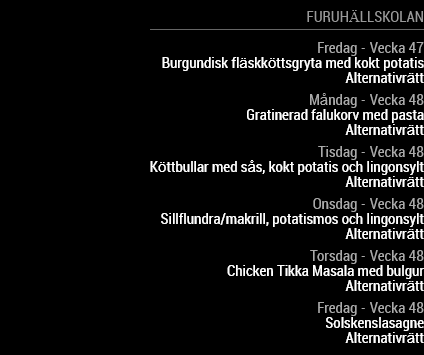 FURUHÄLLSKOLAN
Fredag - Vecka 47
Burgundisk fläskköttsgryta med kokt potatis
Alternativrätt
Måndag - Vecka 48
Gratinerad falukorv med pasta
Alternativrätt
Tisdag - Vecka 48
Köttbullar med sås, kokt potatis och lingonsylt
Alternativrätt
Onsdag - Vecka 48
Sillflundra/makrill, potatismos och lingonsylt
Alternativrätt
Torsdag - Vecka 48
Chicken Tikka Masala med bulgur
Alternativrätt
Fredag - Vecka 48
Solskenslasagne
Alternativrätt